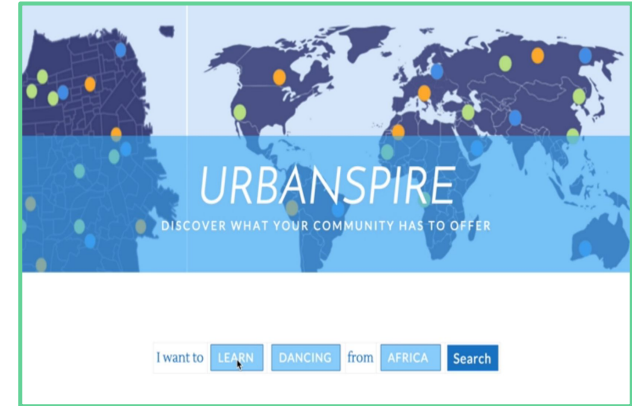 URBANSPIRE
DISCOVER WHAT YOUR COMMUNITY HAS TO OFFER
I want to LEARN DANCING from AFRICA Search